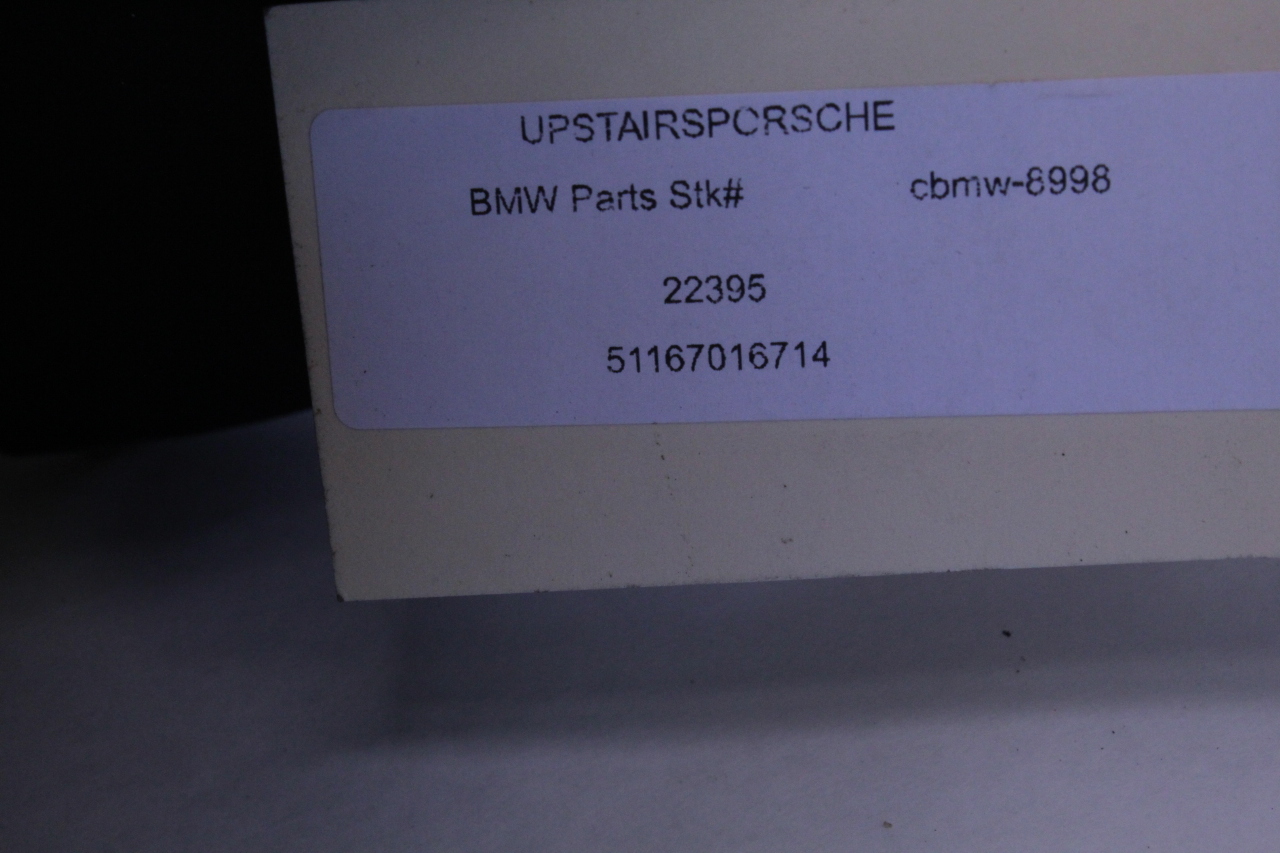 UPSTAIRSPORSCHE
BMW Parts Stk# cbmw-8998
22395
51167016714